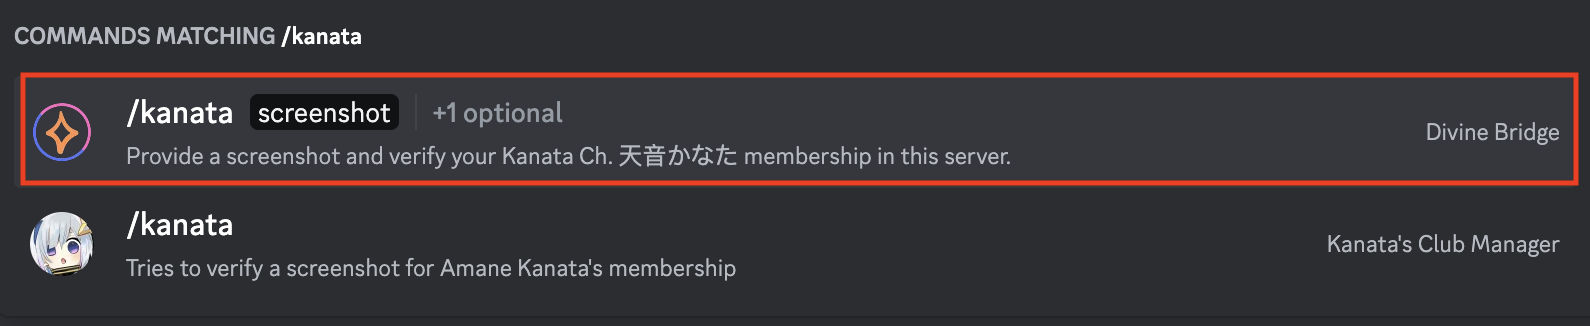 COMMANDS MATCHING /kanata
/kanata screenshot +1 optional
Provide a screenshot and verify your Kanata Ch. 天音かなた membership in this server.
Divine Bridge
/kanata
Tries to verify a screenshot for Amane Kanata's membership
Kanata's Club Manager